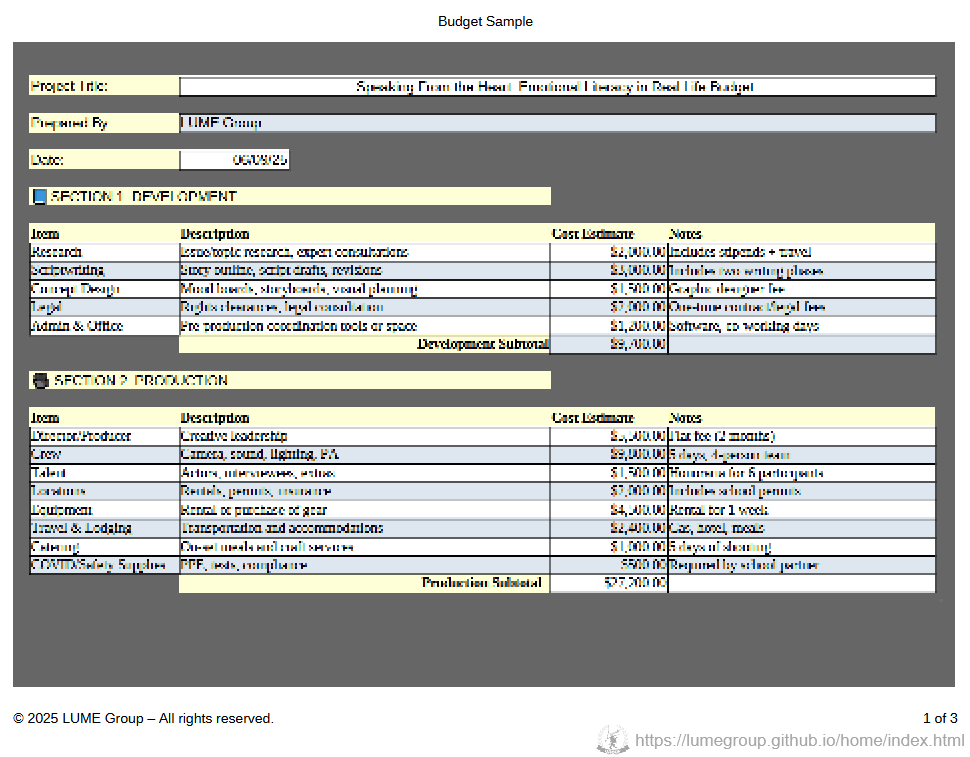 Budget Sample
Project Title: Speaking From the Heart: Emotional Literacy in Real Life Budget
Prepared By LUME Group
Date: 06/09/25
SECTION 1: DEVELOPMENT
Item Description Cost Estimate Notes
Research Issue/topic research, expert consultations $2,000.00 Includes stipends + travel
Scriptwriting Story outline, script drafts, revisions $3,000.00 Includes two writing phases
Concept Design Mood boards, storyboards, visual planning $1,500.00 Graphic designer fee
Legal Rights clearances, legal consultation $2,000.00 One-time contract/legal fees
Admin & Office Pre-production coordination tools or space $1,200.00 Software, co-working days
Development Subtotal $9,700.00
SECTION 2: PRODUCTION
Item Description Cost Estimate Notes
Director/Producer Creative leadership $5,500.00 Flat fee (2 months)
Crew Camera, sound, lighting, PA $9,800.00 5 days, 4-person team
Talent Actors, interviewees, extras $1,500.00 Honoraria for 6 participants
Locations Rentals, permits, insurance $2,000.00 Includes school permits
Equipment Rental or purchase of gear $4,500.00 Rental for 1 week
Travel & Lodging Transportation and accommodations $2,400.00 Gas, hotel, meals
Catering On-set meals and craft services $1,000.00 5 days of shooting
COVID/Safety Supplies PPE, tests, compliance $500.00 Required by school partner
Production Subtotal $27,200.00
© 2025 LUME Group – All rights reserved. 1 of 3
https://lumegroup.github.io/home/index.html